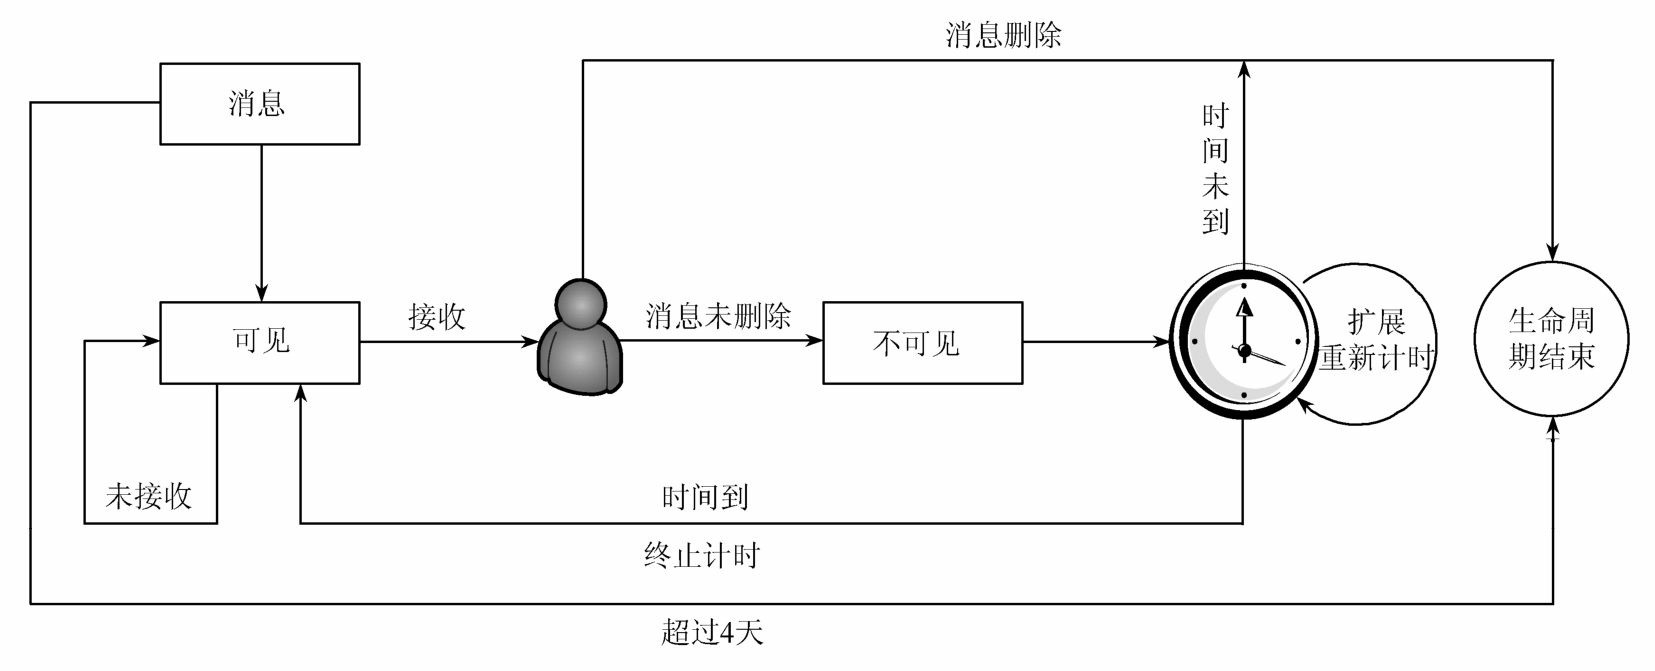 消息删除
消息
时间未到
可见
接收
消息未删除
不可见
扩展
重新计时
生命周
期结束
未接收
时间到
终止计时
超过4天